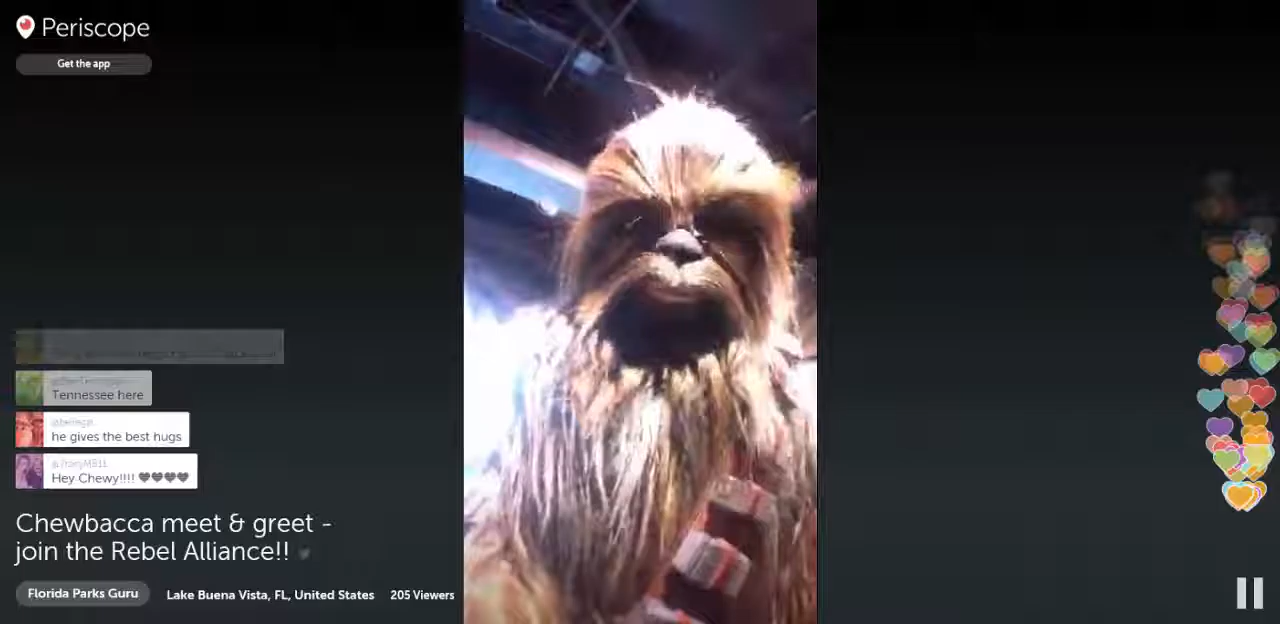 Periscope
Get the app
Tennessee here
he gives the best hugs
Hey Chewy!!!! ♥♥♥♥
Chewbacca meet & greet -
join the Rebel Alliance!!
Florida Parks Guru Lake Buena Vista, FL, United States 205 Viewers